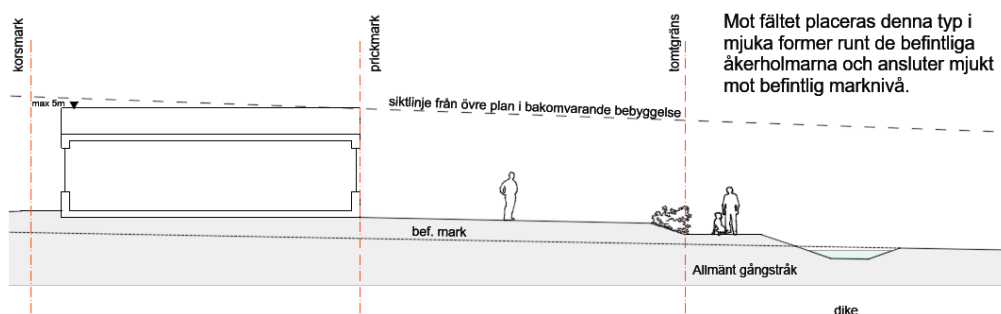 korsmark
prickmark
tomtgräns
Mot fältet placeras denna typ i
mjuka former runt de befintliga
åkerholmarna och ansluter mjukt
mot befintlig marknivå.
max 5m
siktlinje från övre plan i bakomvarande bebyggelse
bef. mark
Allmänt gångstråk
dike